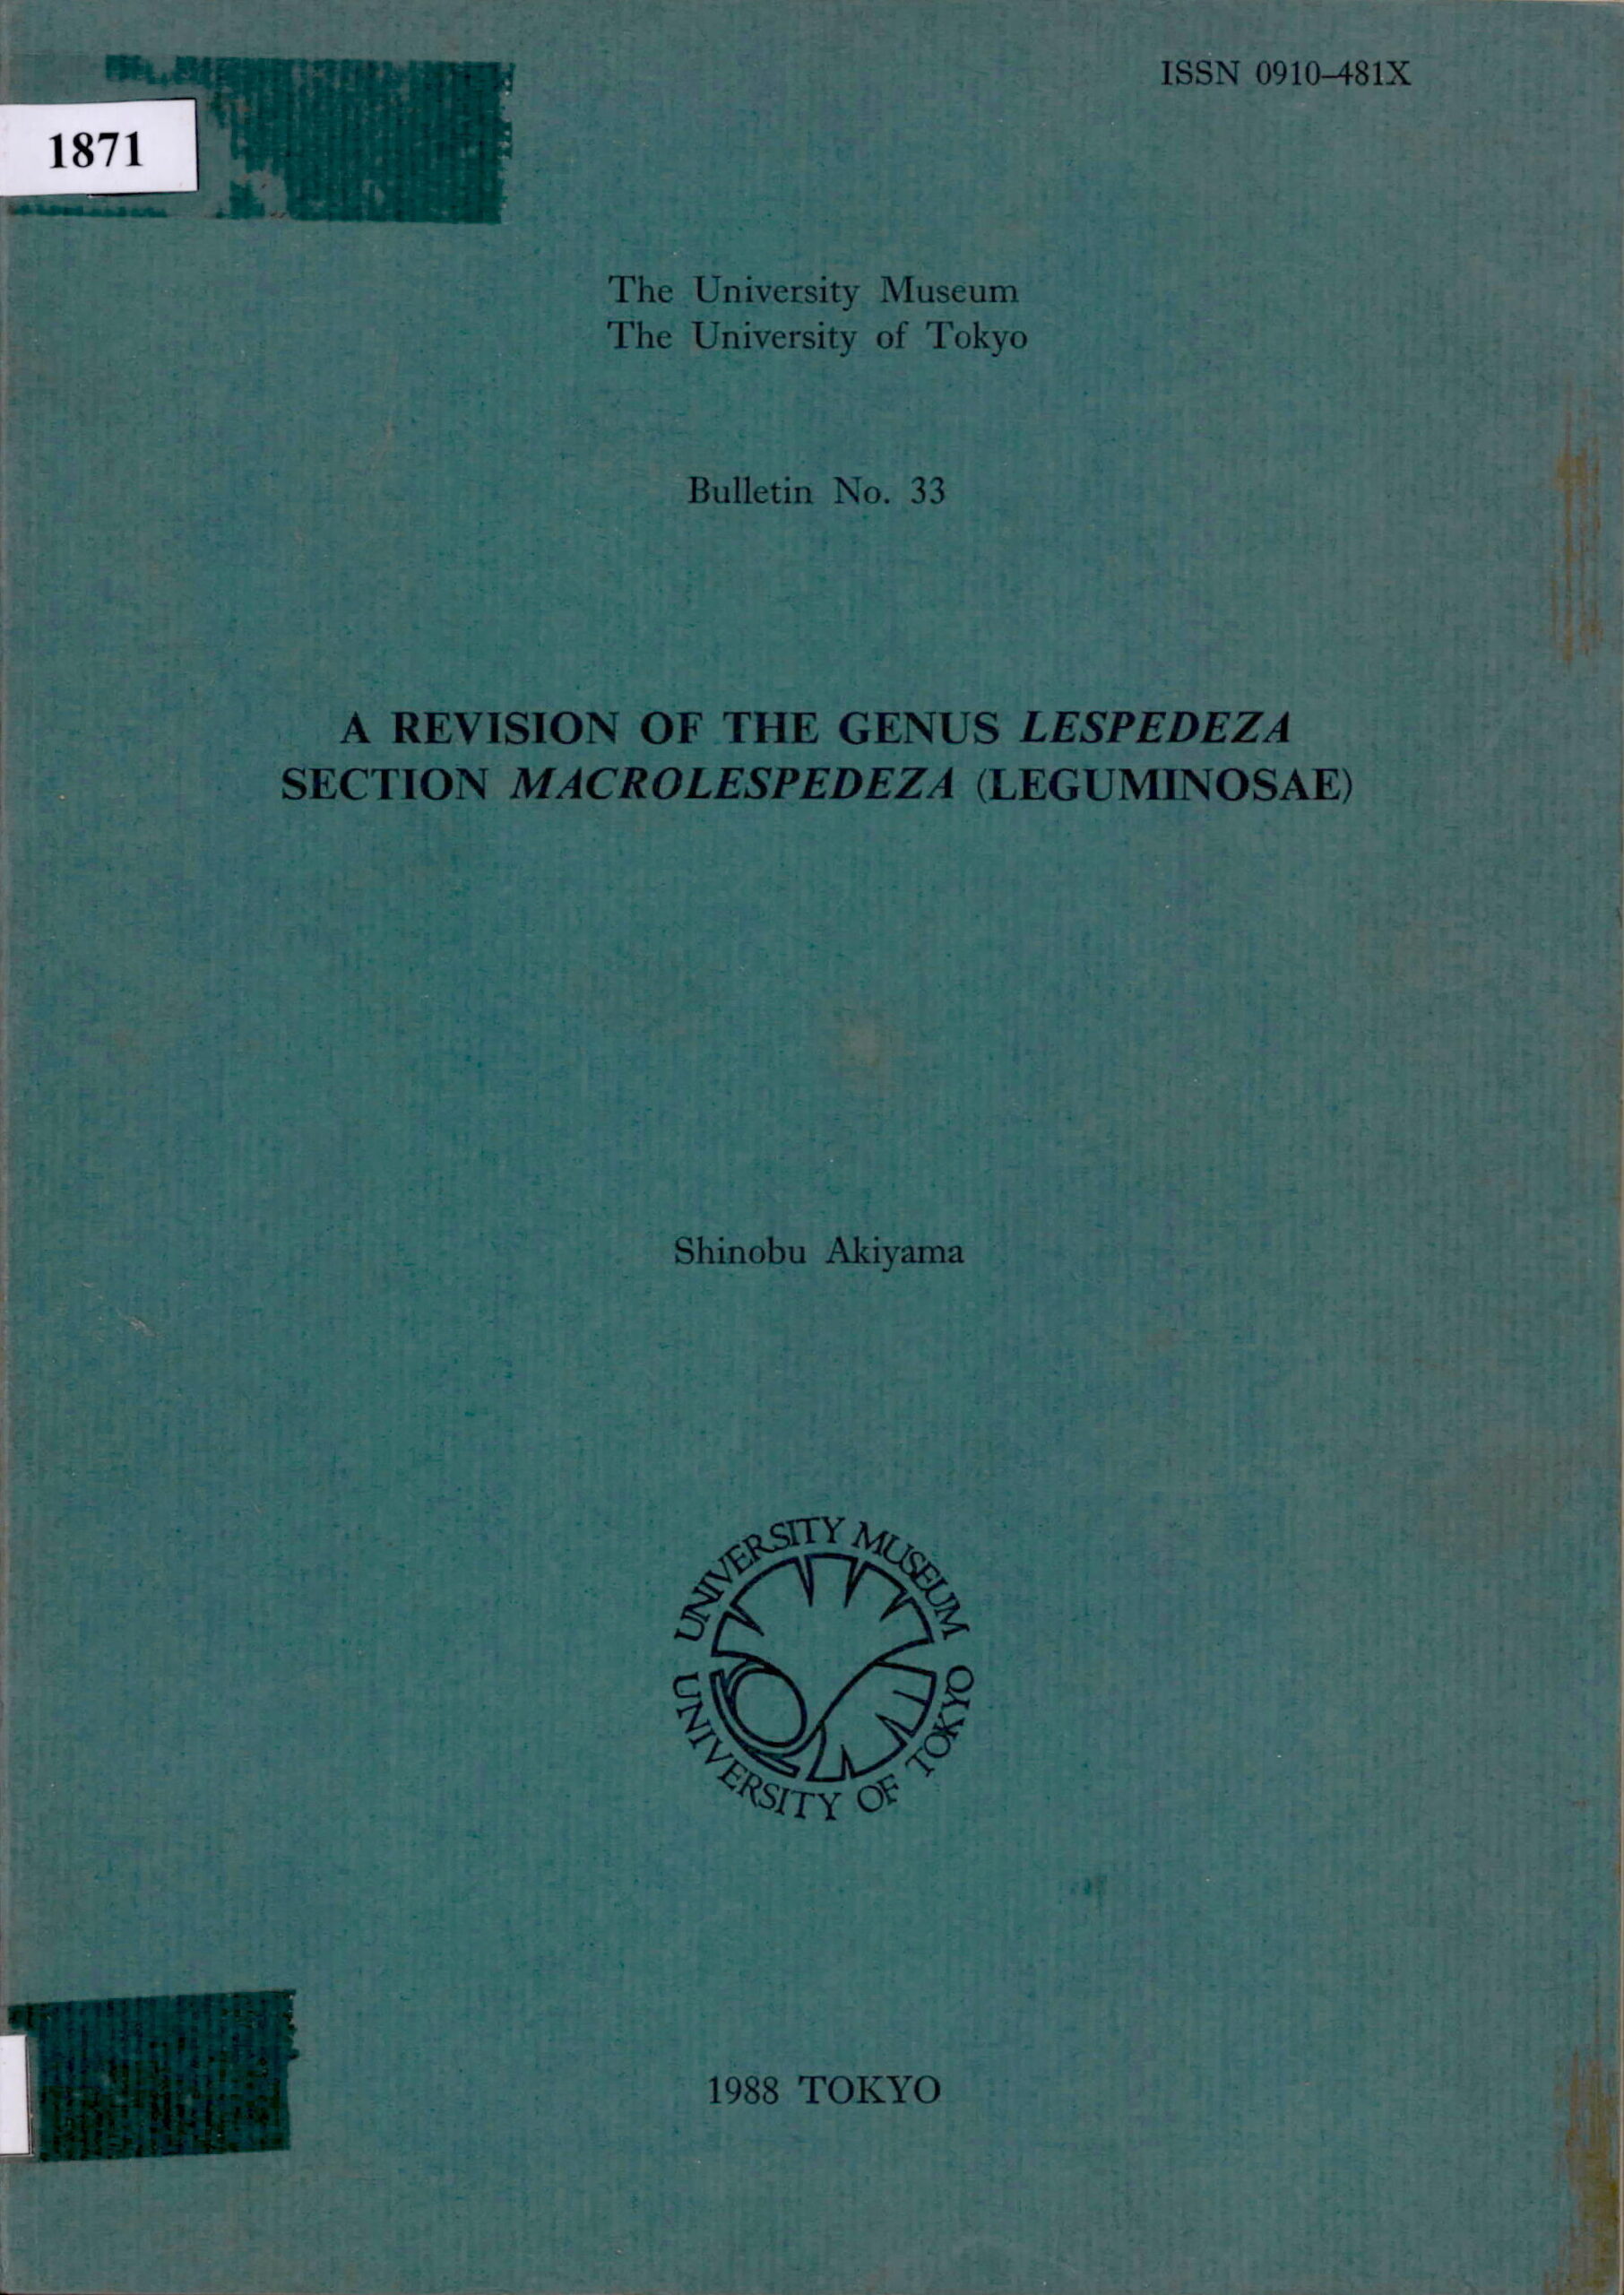 ISSN 0910–481X
1871
The University Museum
The University of Tokyo
Bulletin No. 33
A REVISION OF THE GENUS LESPEDEZA
SECTION MACROLESPEDEZA (LEGUMINOSAE)
Shinobu Akiyama
UNIVERSITY MUSEUM
UNIVERSITY OF TOKYO
1988 TOKYO